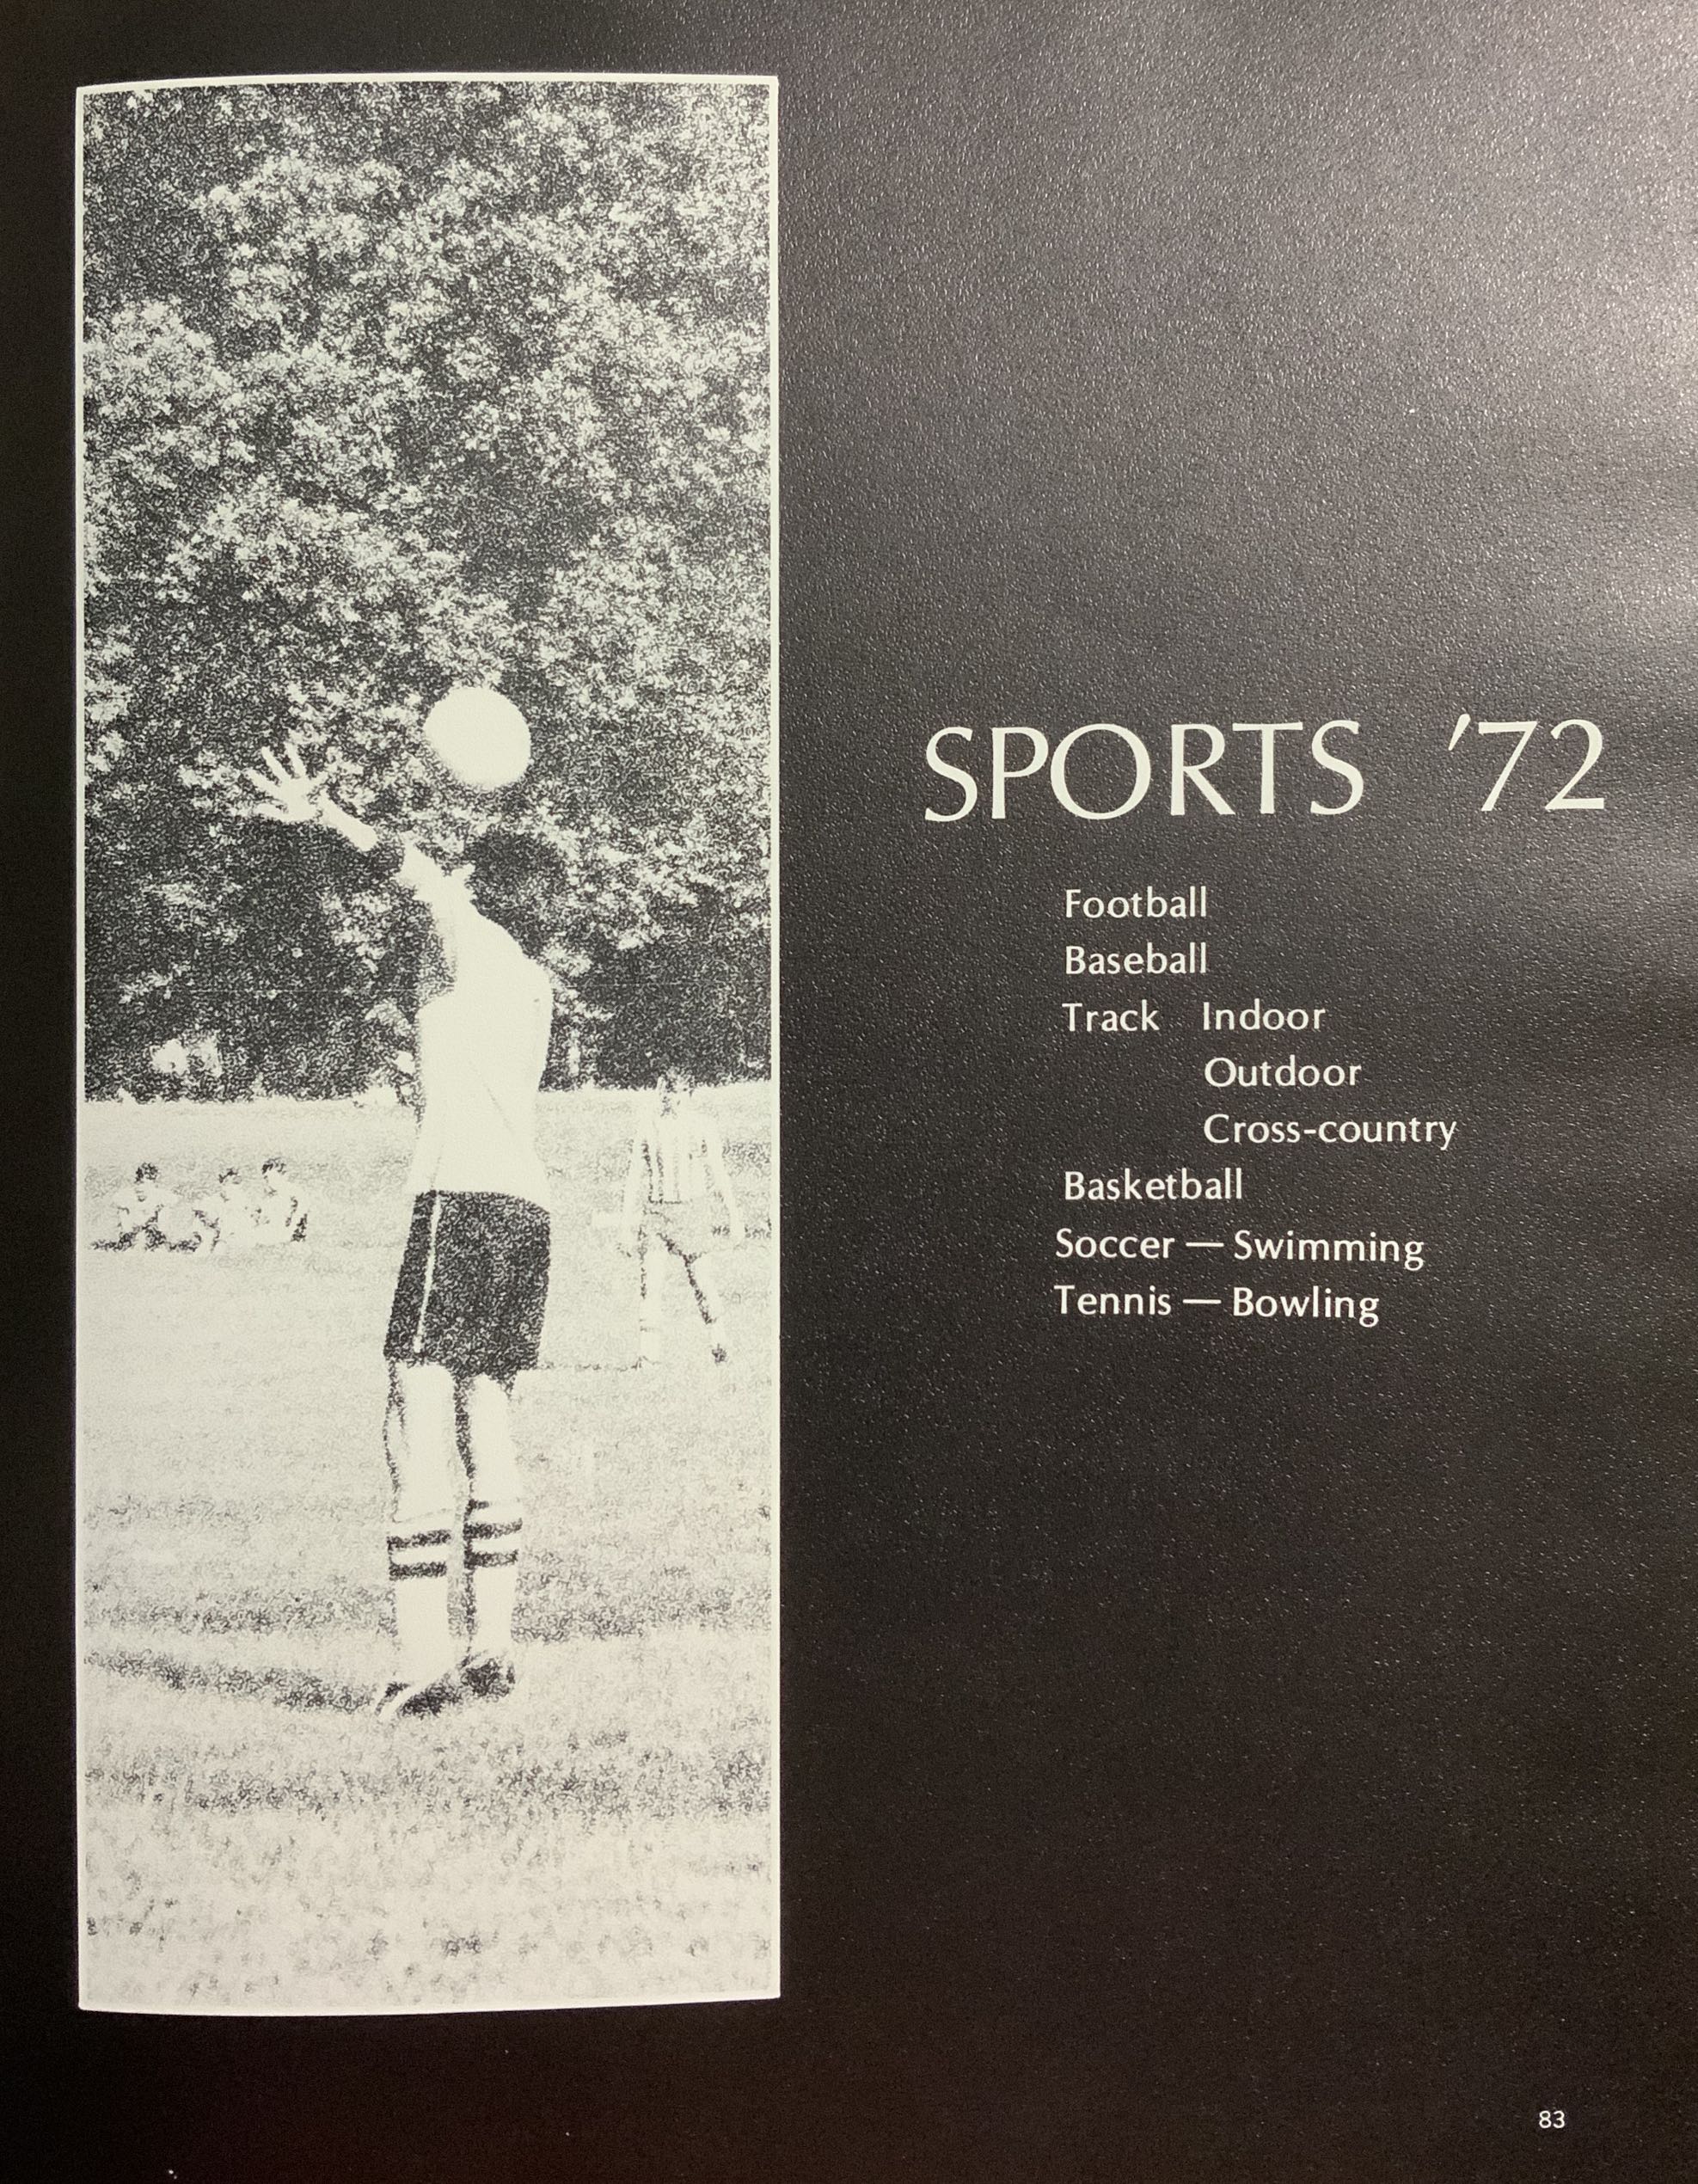 SPORTS '72
Football
Baseball
Track Indoor
Outdoor
Cross-country
Basketball
Soccer — Swimming
Tennis — Bowling
83